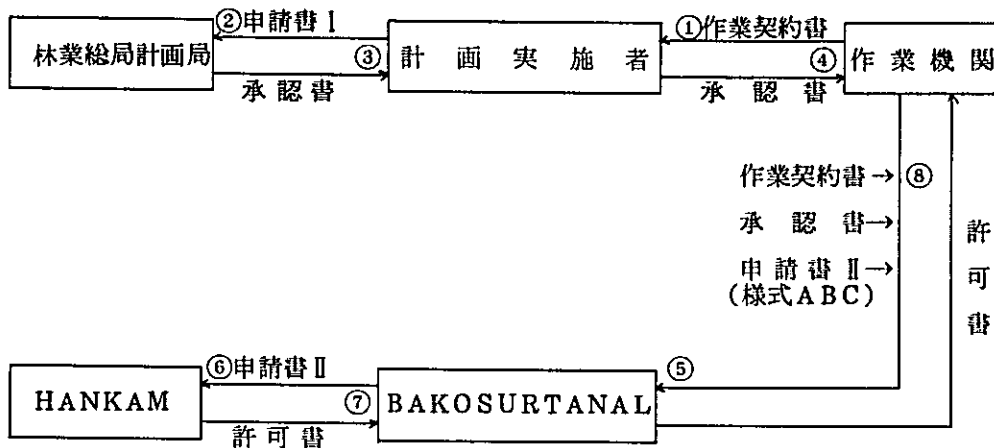 ②申請書Ⅰ
①作業契約書
林業総局計画局
③
計画実施者
④
作業機関
承認書
承認書
作業契約書→
⑧
承認書→
許可書
申請書Ⅱ→
(様式ABC)
⑥申請書Ⅱ
⑤
HANKAM
⑦
BAKOSURTANAL
許可書